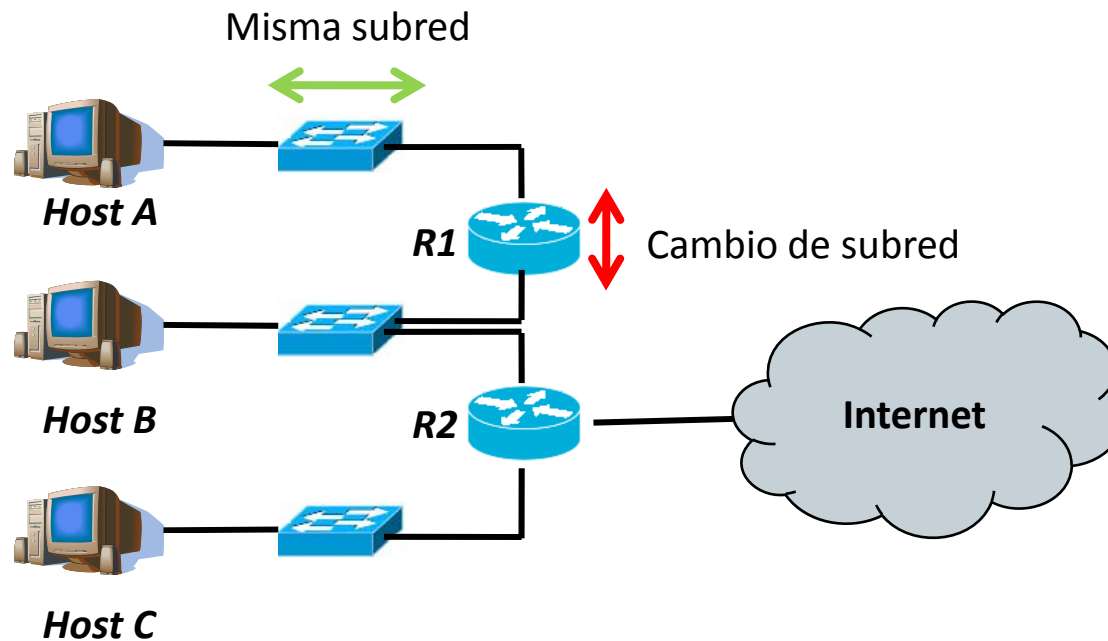 Misma subred
Host A
R1
Cambio de subred
Host B
R2
Internet
Host C